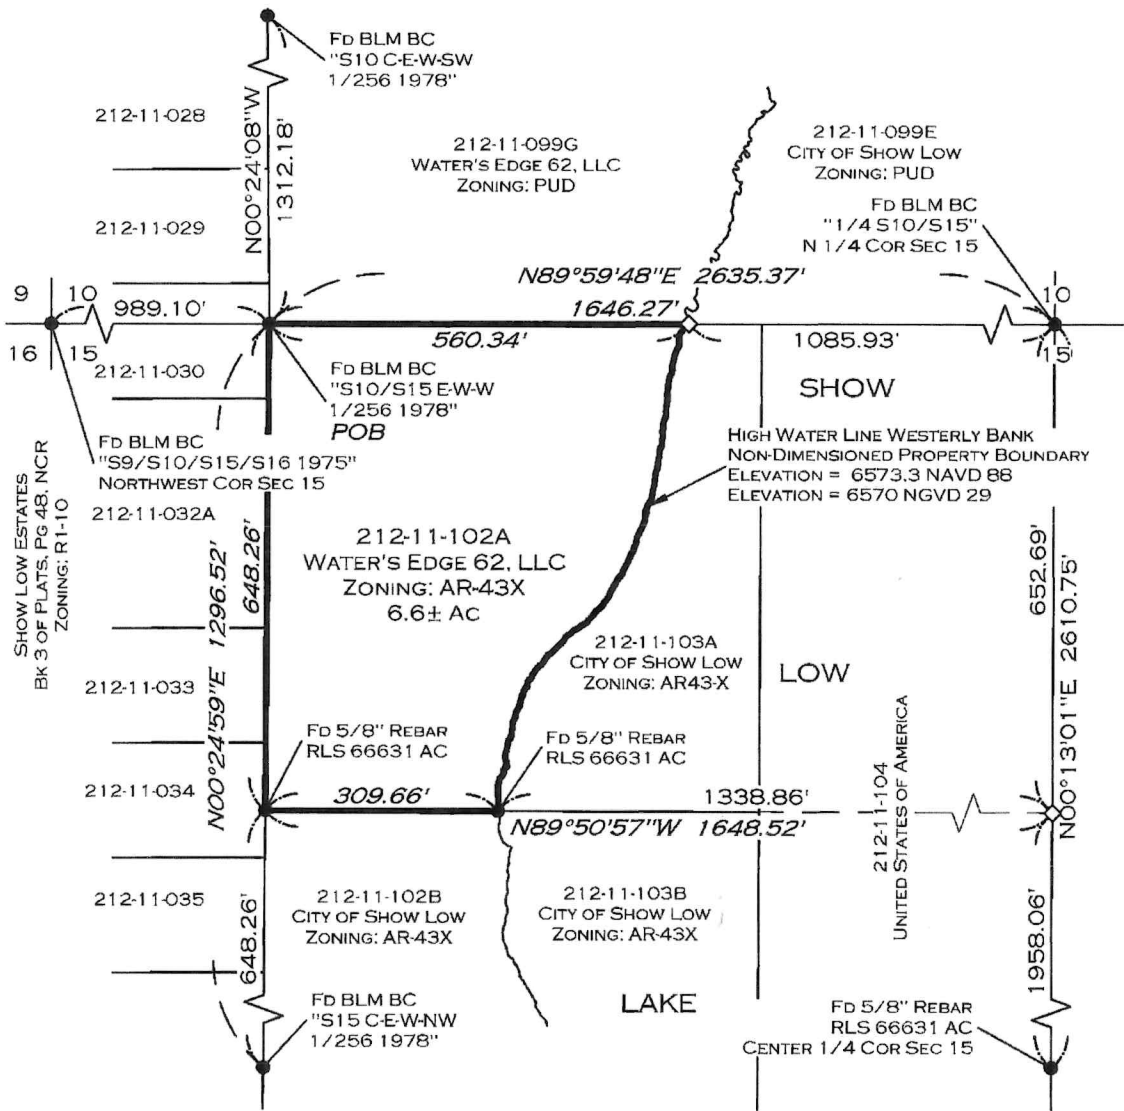 FD BLM BC
"S10 C-E-W-SW
1/256 1978"
212-11-028
N00°24'08"W
1312.18'
212-11-099G
WATER'S EDGE 62, LLC
ZONING: PUD
212-11-099E
CITY OF SHOW LOW
ZONING: PUD
FD BLM BC
"1/4 S10/S15"
N 1/4 COR SEC 15
212-11-029
N89°59'48"E 2635.37'
9
10
989.10'
1646.27'
10
16
15
560.34'
1085.93'
15
212-11-030
FD BLM BC
"S10/S15 E-W-W
1/256 1978"
POB
SHOW
FD BLM BC
"S9/S10/S15/S16 1975"
NORTHWEST COR SEC 15
HIGH WATER LINE WESTERLY BANK
NON-DIMENSIONED PROPERTY BOUNDARY
ELEVATION = 6573.3 NAVD 88
ELEVATION = 6570 NGVD 29
SHOW LOW ESTATES
BK 3 OF PLATS, PG 48, NCR
ZONING: R1-10
212-11-032A
N00°24'59"E 1296.52'
648.26'
212-11-102A
WATER'S EDGE 62, LLC
ZONING: AR-43X
6.6± AC
652.69'
N00°13'01"E 2610.75'
212-11-103A
CITY OF SHOW LOW
ZONING: AR43-X
LOW
212-11-033
FD 5/8" REBAR
RLS 66631 AC
FD 5/8" REBAR
RLS 66631 AC
212-11-034
309.66'
1338.86'
N89°50'57"W 1648.52'
212-11-104
UNITED STATES OF AMERICA
212-11-035
648.26'
212-11-102B
CITY OF SHOW LOW
ZONING: AR-43X
212-11-103B
CITY OF SHOW LOW
ZONING: AR-43X
1958.06'
FD BLM BC
"S15 C-E-W-NW
1/256 1978"
LAKE
FD 5/8" REBAR
RLS 66631 AC
CENTER 1/4 COR SEC 15